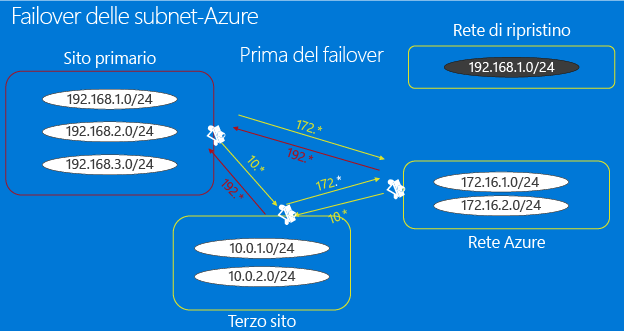 Failover delle subnet-Azure
Rete di ripristino
Sito primario
Prima del failover
192.168.1.0/24
192.168.1.0/24
192.168.2.0/24
192.168.3.0/24
172.*
192.*
10.*
192.*
172.*
10.*
172.16.1.0/24
172.16.2.0/24
Rete Azure
10.0.1.0/24
10.0.2.0/24
Terzo sito